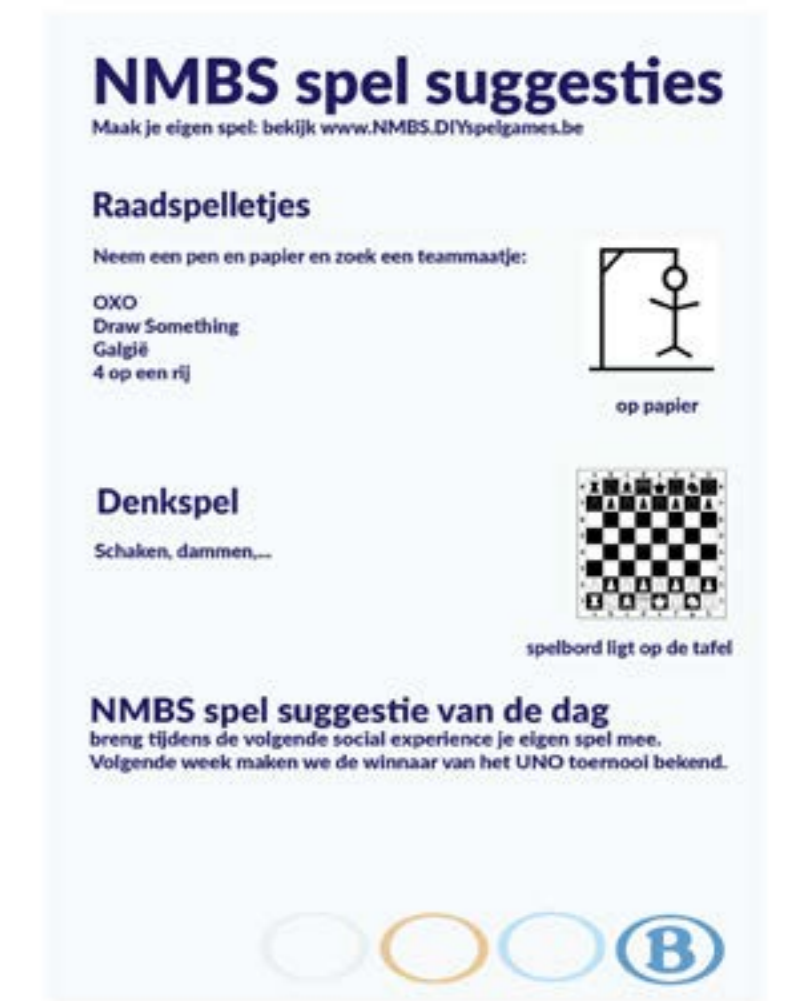 NMBS spel suggesties
Maak je eigen spel: bekijk www.NMBS.DIYspelgames.be
Raadspelletjes
Neem een pen en papier en zoek een teammaatje:
OXO
Draw Something
Galgië
4 op een rij
op papier
Denkspel
Schaken, dammen,...
spelbord ligt op de tafel
NMBS spel suggestie van de dag
breng tijdens de volgende social experience je eigen spel mee.
Volgende week maken we de winnaar van het UNO toernooi bekend.
B